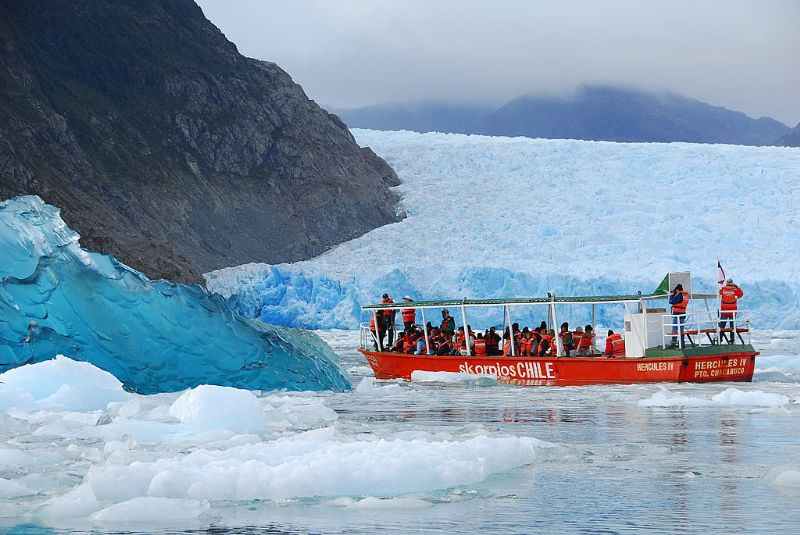 skorpios CHILE
HERCULES IV
HERCULES IV
PTO. CHACABUCO